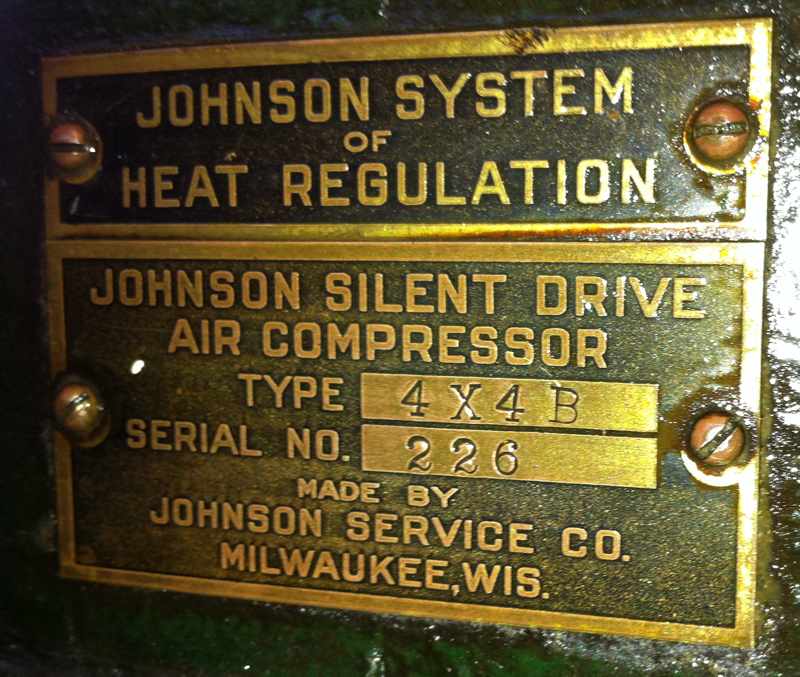 JOHNSON SYSTEM
OF
HEAT REGULATION
JOHNSON SILENT DRIVE
AIR COMPRESSOR
TYPE 4X4B
SERIAL NO. 226
MADE BY
JOHNSON SERVICE CO.
MILWAUKEE, WIS.